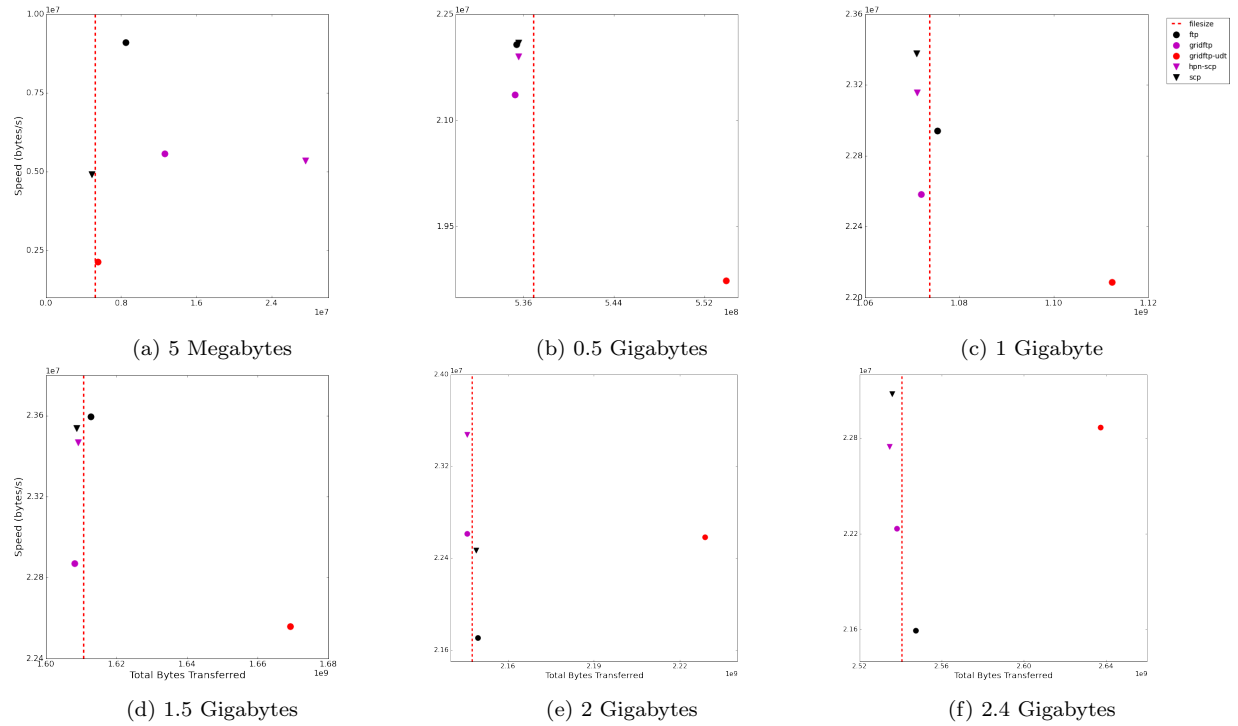 1e7
1.00
0.75
0.50
0.25
Speed (bytes/s)
0.0
0.8
1.6
2.4
1e7
(a) 5 Megabytes
1e7
2.25
2.10
1.95
5.36
5.44
5.52
1e8
(b) 0.5 Gigabytes
1e7
2.36
2.32
2.28
2.24
2.20
1.06
1.08
1.10
1.12
1e9
(c) 1 Gigabyte
filesize
ftp
gridftp
gridftp-udt
hpn-scp
scp
1e7
2.36
2.32
2.28
2.24
Speed (bytes/s)
1.60
1.62
1.64
1.66
1.68
1e9
Total Bytes Transferred
(d) 1.5 Gigabytes
1e7
2.40
2.32
2.24
2.16
2.16
2.19
2.22
1e9
Total Bytes Transferred
(e) 2 Gigabytes
1e7
2.28
2.22
2.16
2.52
2.56
2.60
2.64
1e9
Total Bytes Transferred
(f) 2.4 Gigabytes